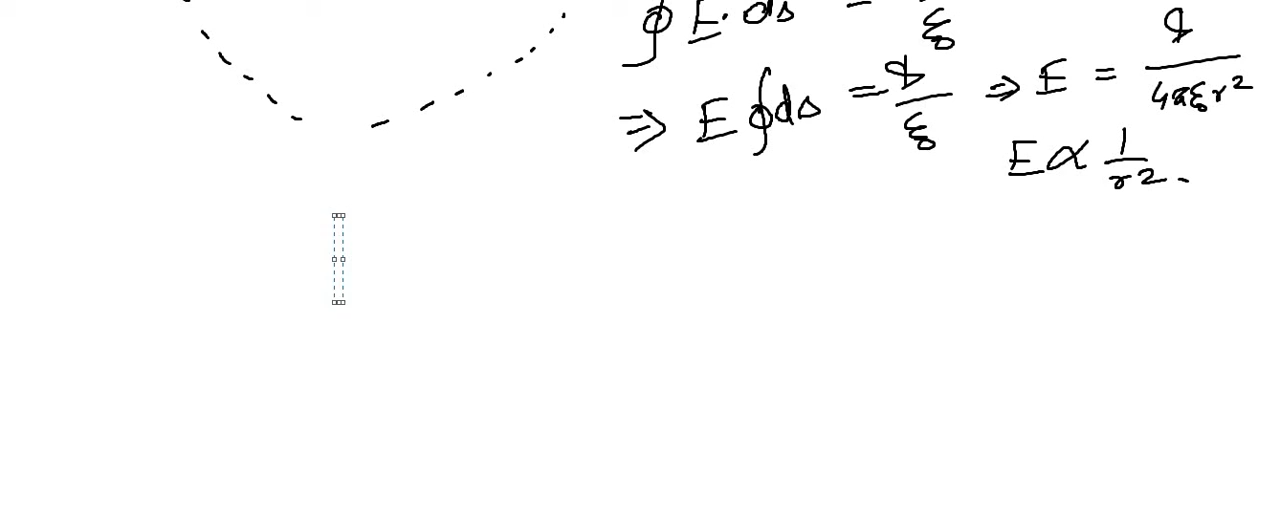 ∮ E · ds = / ε₀
⇒ E ∮ ds = q/ε₀ ⇒ E = q / 4πε₀r²
E ∝ 1/r².